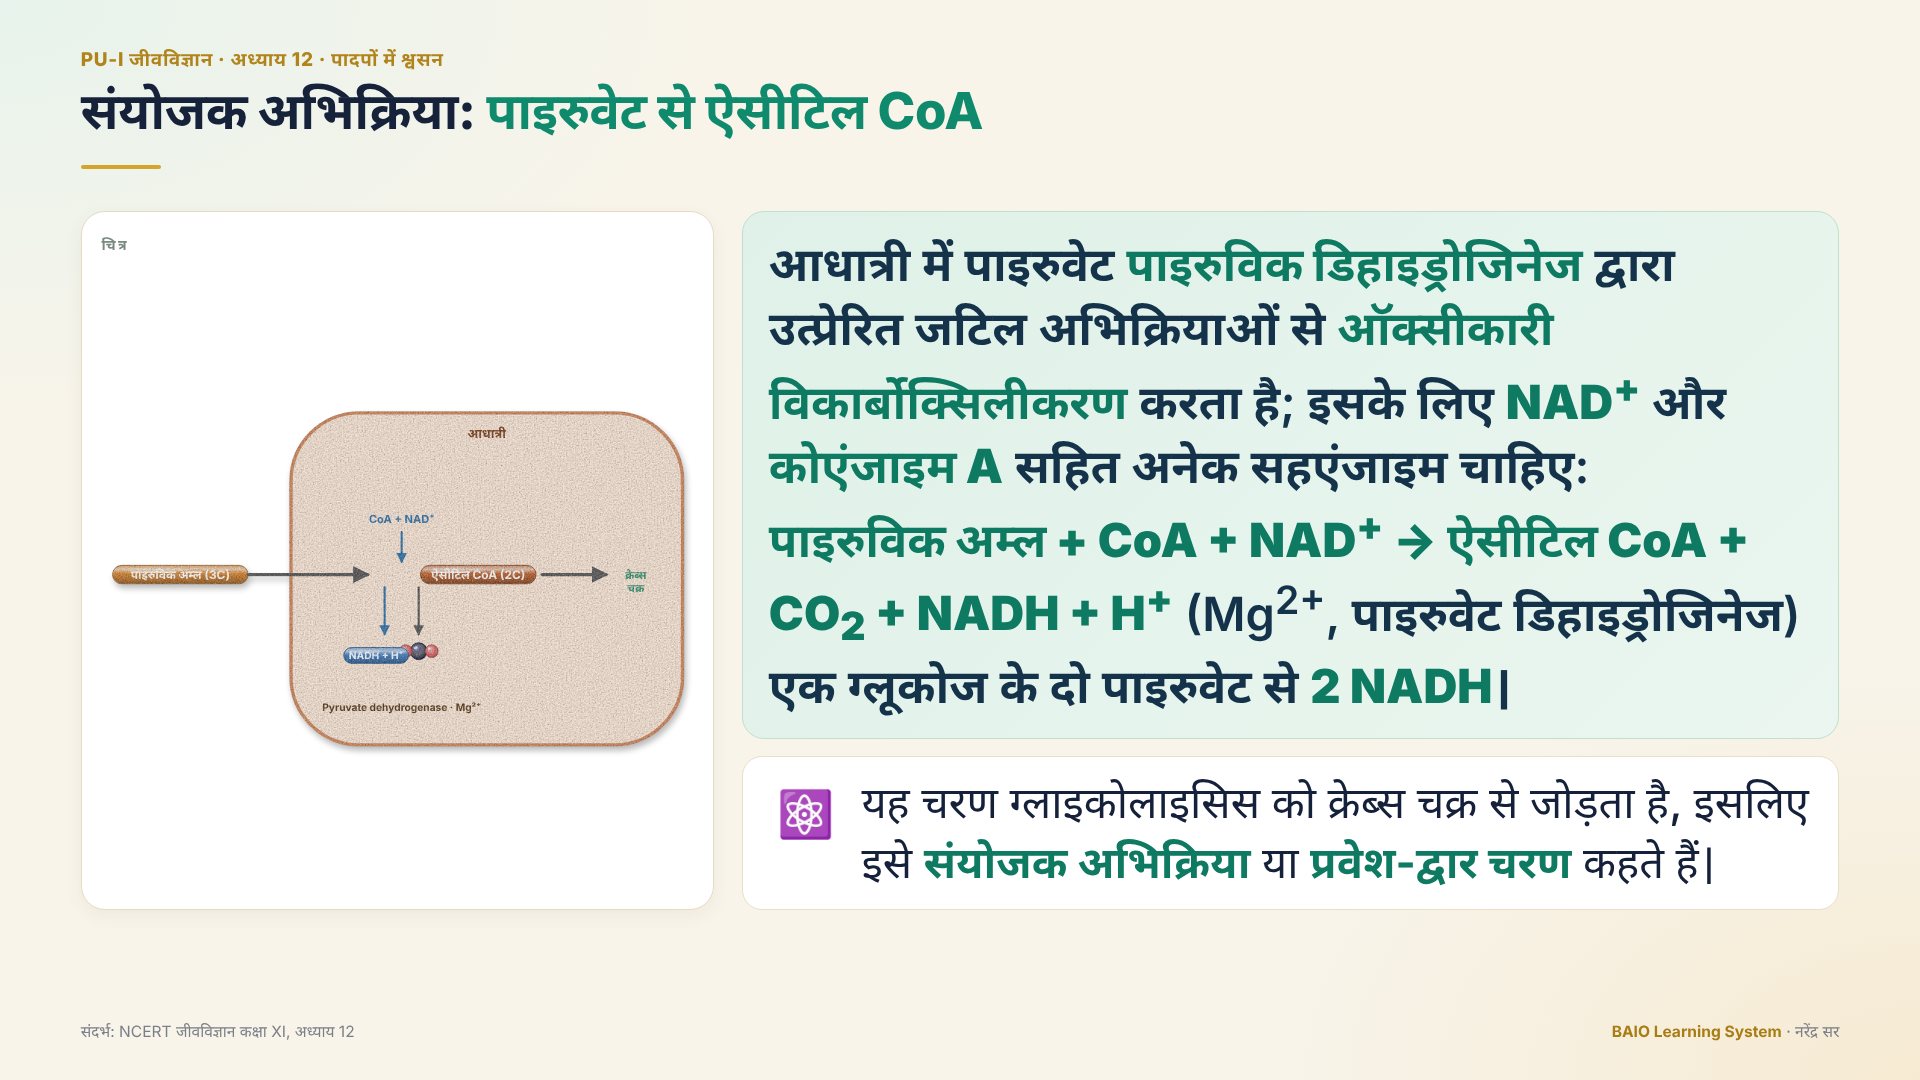 PU-I जीवविज्ञान · अध्याय 12 · पादपों में श्वसन
संयोजक अभिक्रिया: पाइरुवेट से ऐसीटिल CoA
चित्र
आधात्री
CoA + NAD⁺
पाइरुविक अम्ल (3C)
ऐसीटिल CoA (2C)
क्रेब्स
चक्र
NADH + H⁺
Pyruvate dehydrogenase · Mg²⁺
आधात्री में पाइरुवेट पाइरुविक डिहाइड्रोजिनेज द्वारा
उत्प्रेरित जटिल अभिक्रियाओं से ऑक्सीकारी
विकार्बोक्सिलीकरण करता है; इसके लिए NAD⁺ और
कोएंजाइम A सहित अनेक सहएंजाइम चाहिए:
पाइरुविक अम्ल + CoA + NAD⁺ → ऐसीटिल CoA +
CO₂ + NADH + H⁺ (Mg²⁺, पाइरुवेट डिहाइड्रोजिनेज)
एक ग्लूकोज के दो पाइरुवेट से 2 NADH|
यह चरण ग्लाइकोलाइसिस को क्रेब्स चक्र से जोड़ता है, इसलिए
इसे संयोजक अभिक्रिया या प्रवेश-द्वार चरण कहते हैं|
संदर्भ: NCERT जीवविज्ञान कक्षा XI, अध्याय 12
BAIO Learning System · नरेंद्र सर